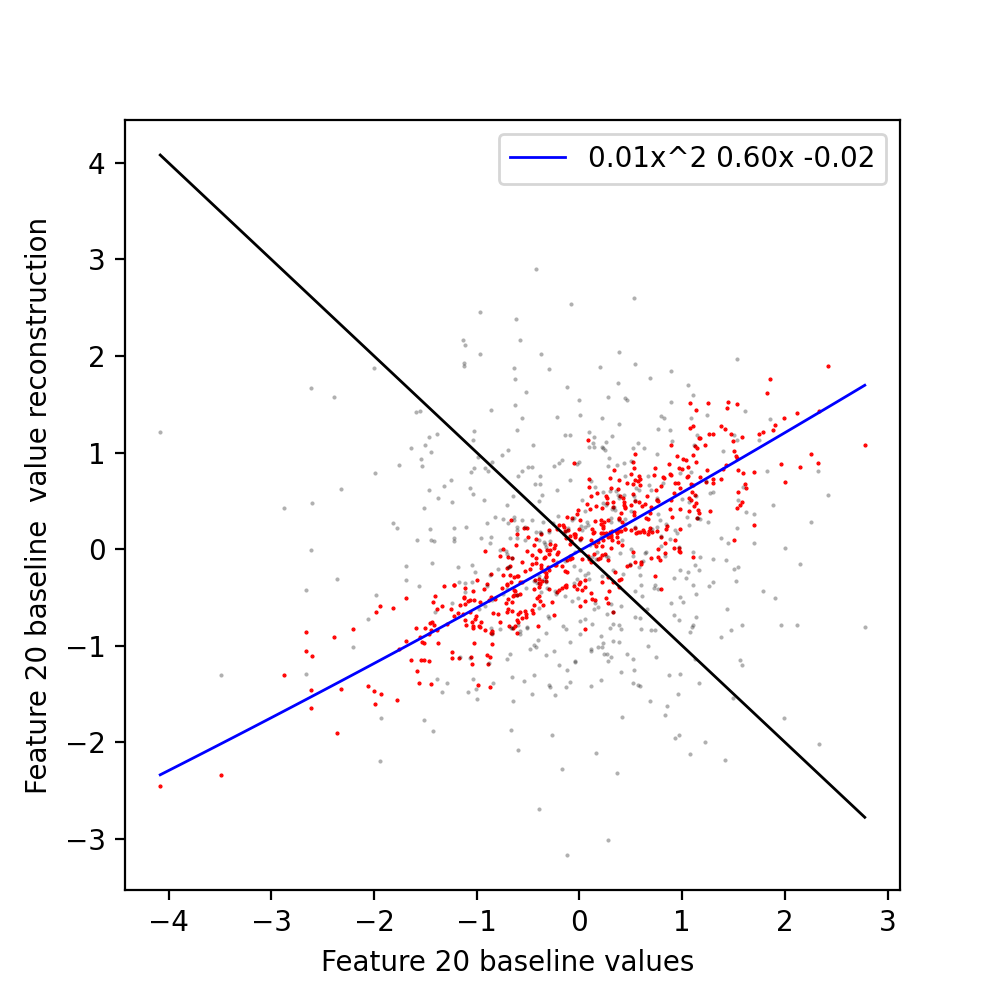 0.01x^2 0.60x -0.02
4
3
2
1
0
−1
−2
−3
Feature 20 baseline  value reconstruction
−4 −3 −2 −1 0 1 2 3
Feature 20 baseline values